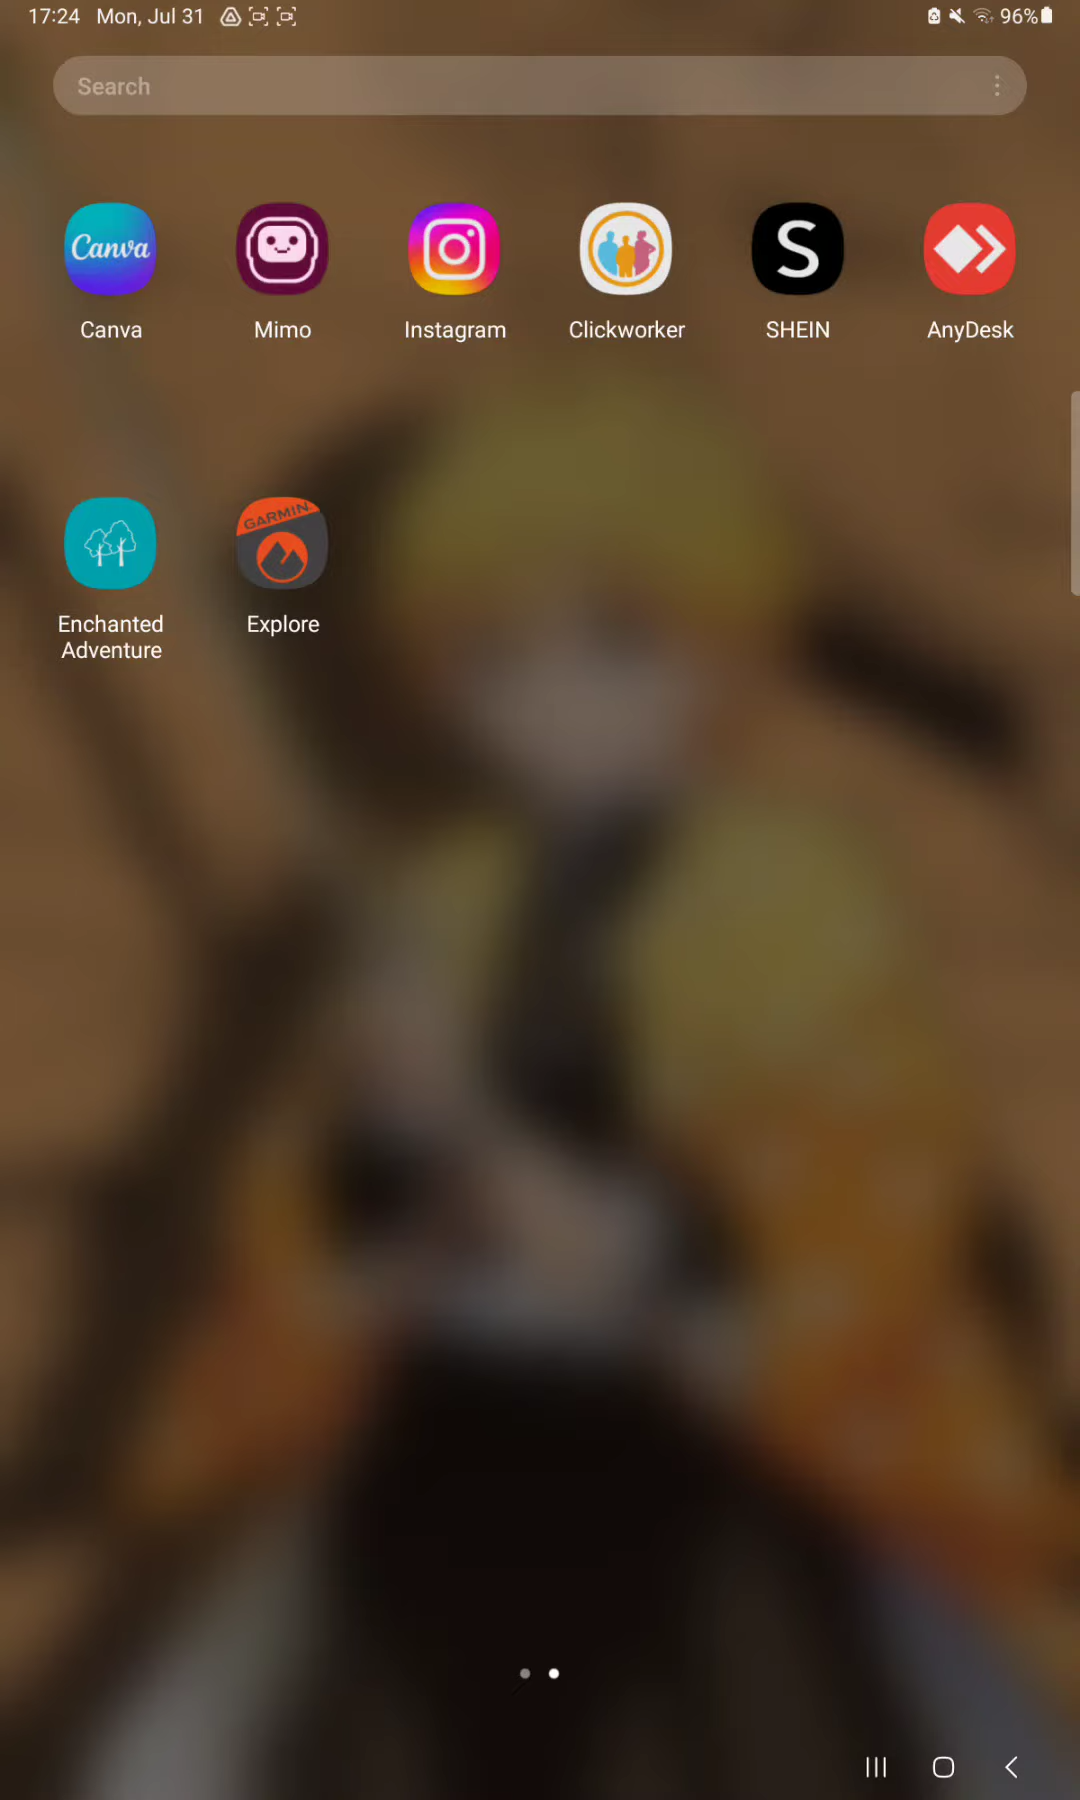 17:24 Mon, Jul 31
96%
Search
Canva
S
GARMIN
Canva
Mimo
Instagram
Clickworker
SHEIN
AnyDesk
Enchanted
Adventure
Explore